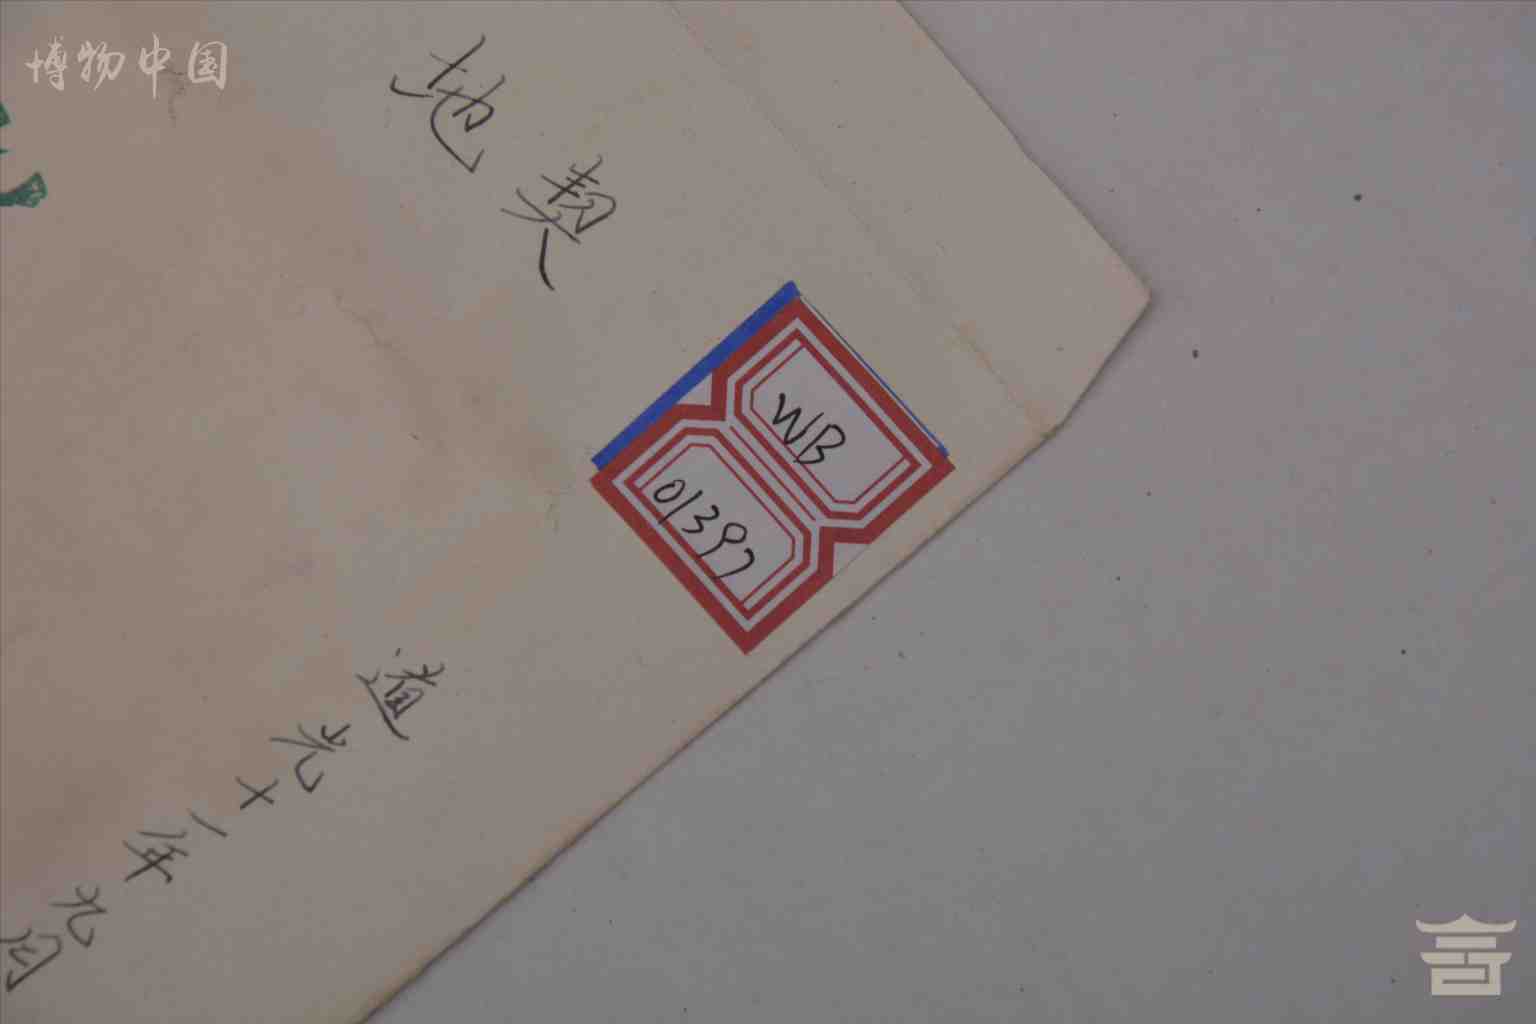 博物中国
地契
WB
01397
道光十一年九月